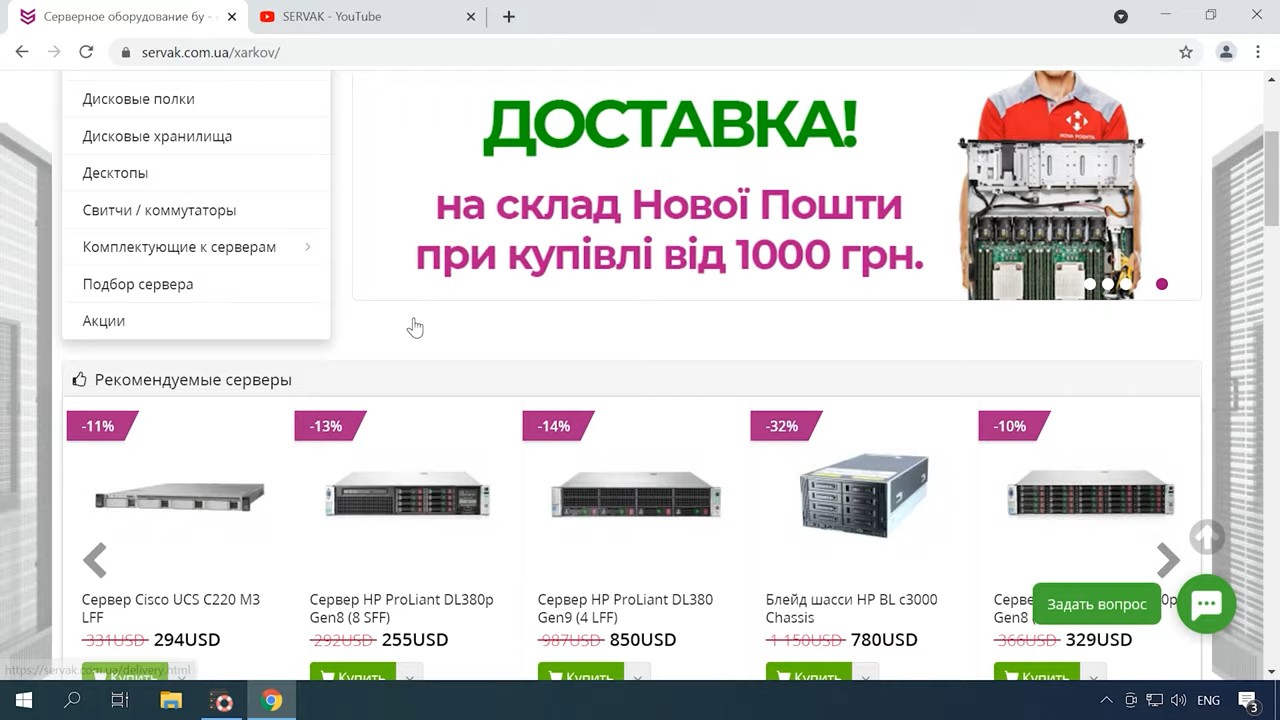 Серверное оборудование бу -
SERVAK - YouTube
servak.com.ua/xarkov/
Дисковые полки
Дисковые хранилища
Десктопы
Свитчи / коммутаторы
Комплектующие к серверам
Подбор сервера
Акции
ДОСТАВКА!
на склад Нової Пошти
при купівлі від 1000 грн.
NOVA POSHTA
Рекомендуемые серверы
-11%
-13%
-14%
-32%
-10%
Сервер Cisco UCS C220 M3
LFF
331USD 294USD
Сервер HP ProLiant DL380p
Gen8 (8 SFF)
292USD 255USD
Сервер HP ProLiant DL380
Gen9 (4 LFF)
987USD 850USD
Блейд шасси HP BL c3000
Chassis
1 150USD 780USD
Gen8
366USD 329USD
Задать вопрос
https://servak.com.ua/delivery.html
Купить
Купить
Купить
Купить
Купить
ENG
3